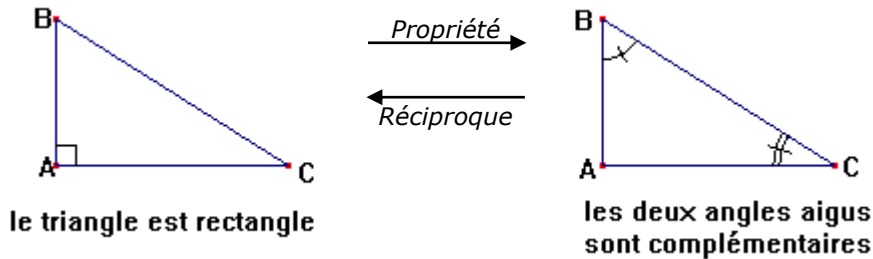 B
Propriété
B
Réciproque
A
C
A
C
le triangle est rectangle
les deux angles aigus
sont complémentaires